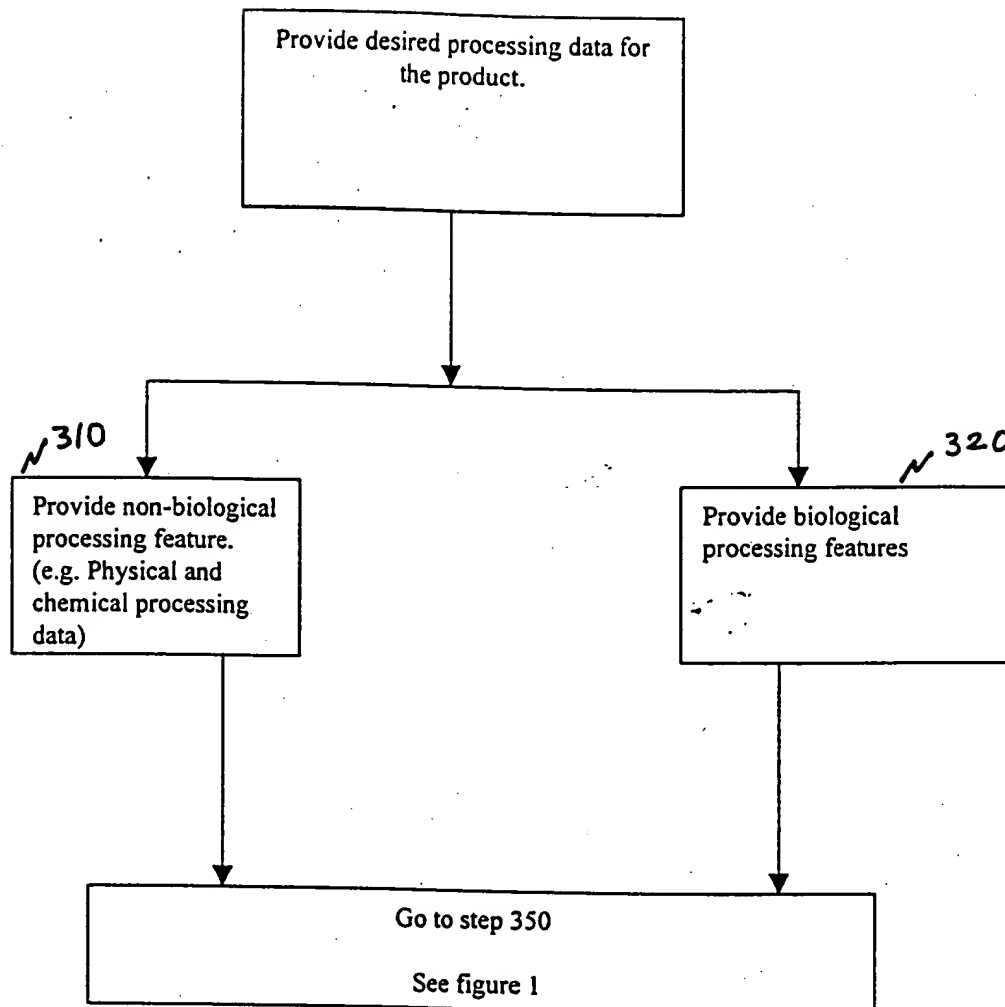 Provide desired processing data for
the product.
310
320
Provide non-biological
processing feature.
(e.g. Physical and
chemical processing
data)
Provide biological
processing features
Go to step 350
See figure 1